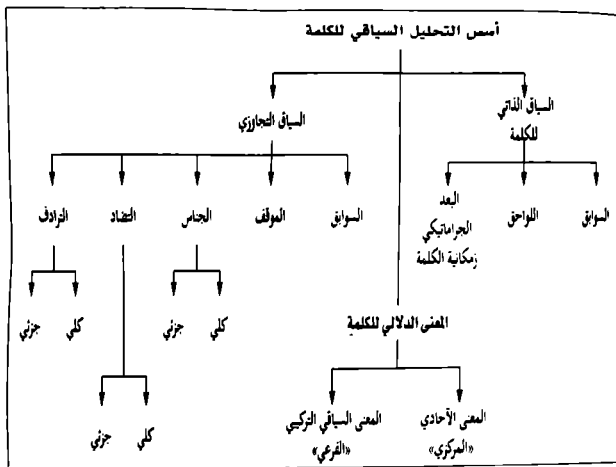 أسس التحليل السياقي للكلمة
السياق الذاتي
للكلمة
السياق التجاوزي
السوابق
اللواحق
البعد
الجراماتيكي
زمكانية الكلمة
السوابق
الموقف
الجناس
التضاد
الترادف
كلي
جزئي
كلي
جزئي
كلي
جزئي
المعنى الدلالي للكلمة
المعنى الأحادي
«المركزي»
المعنى السياقي التركيبي
«الفرعي»